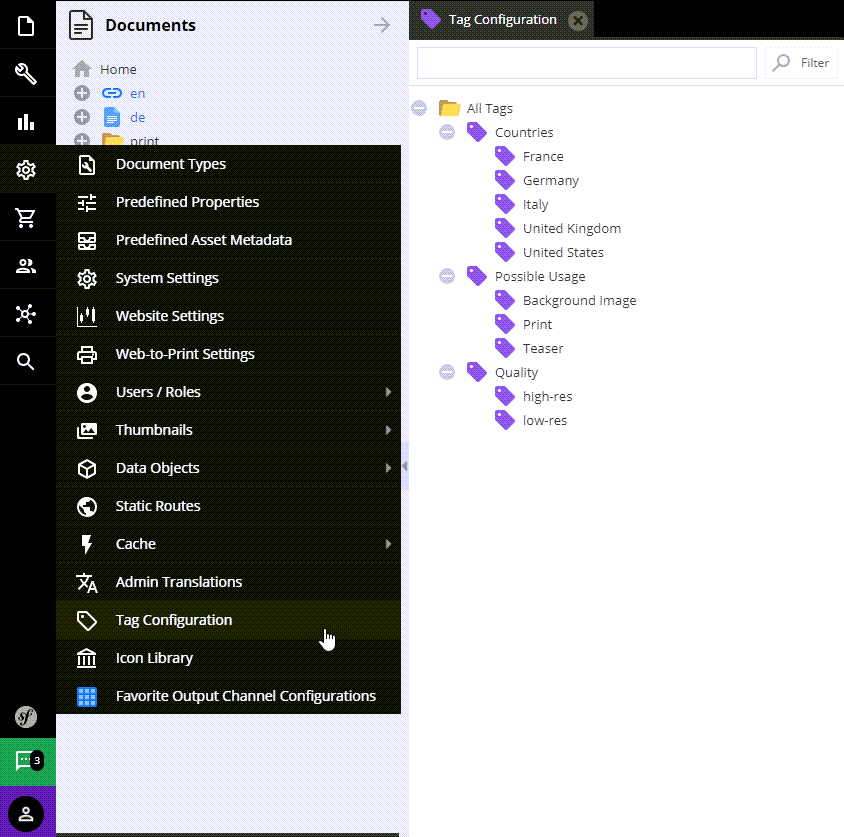 Documents
Home
en
de
print
Document Types
Predefined Properties
Predefined Asset Metadata
System Settings
Website Settings
Web-to-Print Settings
Users / Roles
Thumbnails
Data Objects
Static Routes
Cache
Admin Translations
Tag Configuration
Icon Library
Favorite Output Channel Configurations
sf
3
Tag Configuration
Filter
All Tags
Countries
France
Germany
Italy
United Kingdom
United States
Possible Usage
Background Image
Print
Teaser
Quality
high-res
low-res